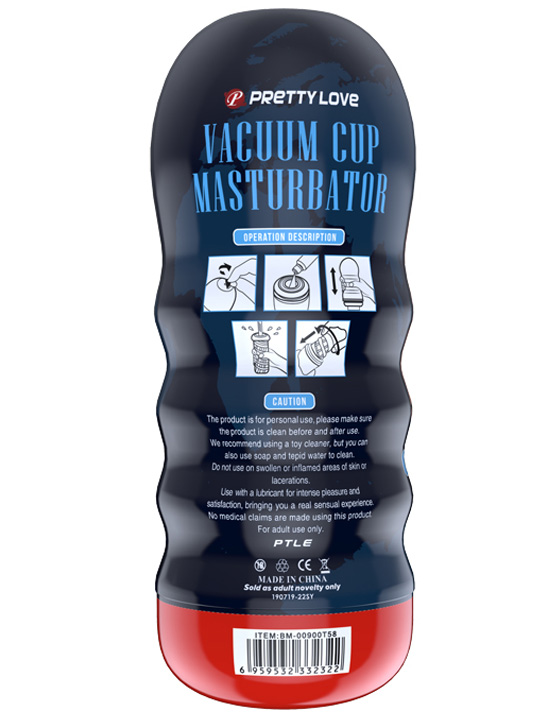 P PRETTY LOVE
VACUUM CUP
MASTURBATOR
OPERATION DESCRIPTION
CAUTION
The product is for personal use, please make sure
the product is clean before and after use.
We recommend using a toy cleaner, but you can
also use soap and tepid water to clean.
Do not use on swollen or inflamed areas of skin or
lacerations.
Use with a lubricant for intense pleasure and
satisfaction, bringing you a real sensual experience.
No medical claims are made using this product.
For adult use only.
PTLE
CE
MADE IN CHINA
Sold as adult novelty only
190719-22SY
ITEM:BM-00900T58
6 959532 332322